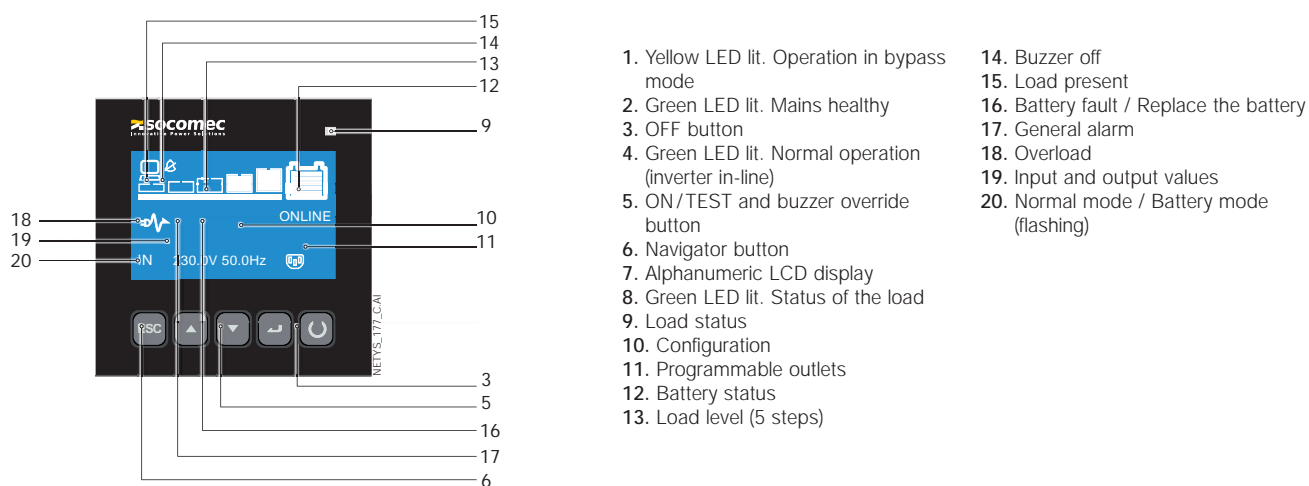 15
14
13
12
9
socomec
Innovative Power Solutions
ONLINE
18
10
19
11
20
IN 230.0V 50.0Hz
ESC
NETYS_177_C.AI
3
5
16
17
6
1. Yellow LED lit. Operation in bypass
mode
2. Green LED lit. Mains healthy
3. OFF button
4. Green LED lit. Normal operation
(inverter in-line)
5. ON/TEST and buzzer override
button
6. Navigator button
7. Alphanumeric LCD display
8. Green LED lit. Status of the load
9. Load status
10. Configuration
11. Programmable outlets
12. Battery status
13. Load level (5 steps)
14. Buzzer off
15. Load present
16. Battery fault / Replace the battery
17. General alarm
18. Overload
19. Input and output values
20. Normal mode / Battery mode
(flashing)